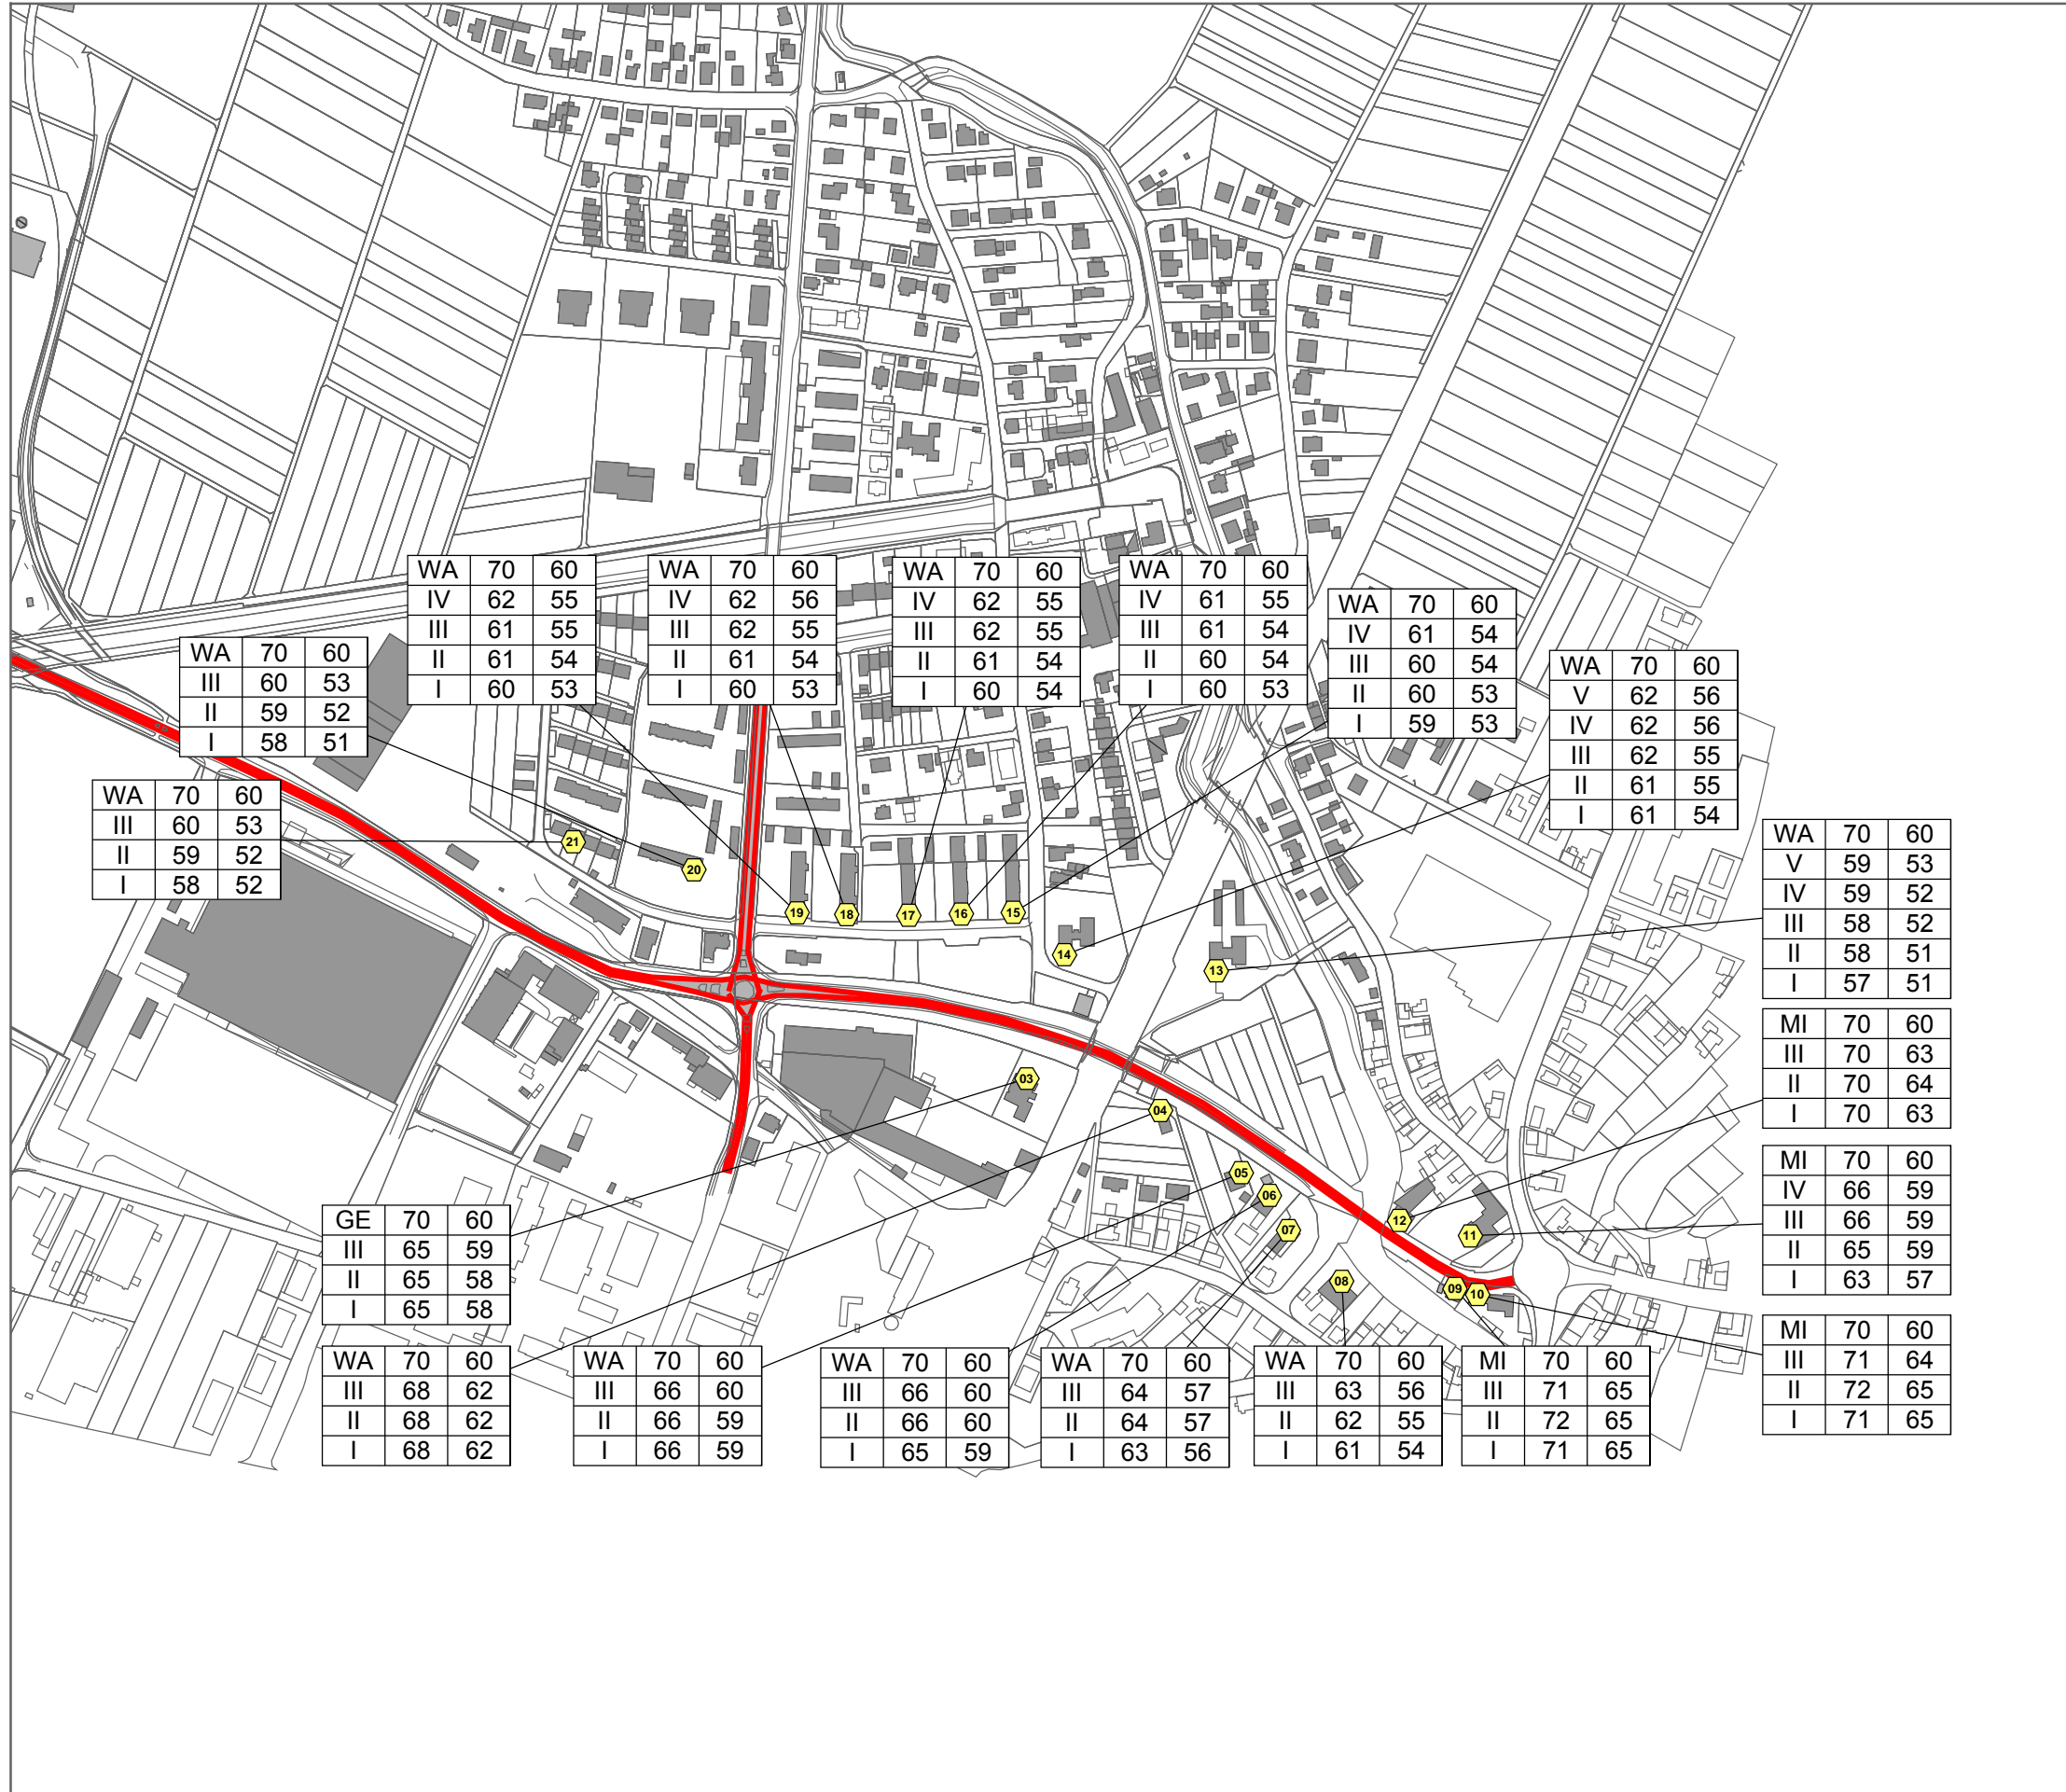 WA 70 60
IV 62 55
III 61 55
II 61 54
I 60 53
WA 70 60
IV 62 56
III 62 55
II 61 54
I 60 53
WA 70 60
IV 62 55
III 62 55
II 61 54
I 60 54
WA 70 60
IV 61 55
III 61 54
II 60 54
I 60 53
WA 70 60
IV 61 54
III 60 54
II 60 53
I 59 53
WA 70 60
III 60 53
II 59 52
I 58 51
WA 70 60
V 62 56
IV 62 56
III 62 55
II 61 55
I 61 54
WA 70 60
III 60 53
II 59 52
I 58 52
WA 70 60
V 59 53
IV 59 52
III 58 52
II 58 51
I 57 51
21
20
19
18
17
16
15
14
13
MI 70 60
III 70 63
II 70 64
I 70 63
03
04
05
06
07
12
11
08
09
10
MI 70 60
IV 66 59
III 66 59
II 65 59
I 63 57
GE 70 60
III 65 59
II 65 58
I 65 58
MI 70 60
III 71 64
II 72 65
I 71 65
WA 70 60
III 68 62
II 68 62
I 68 62
WA 70 60
III 66 60
II 66 59
I 66 59
WA 70 60
III 66 60
II 66 60
I 65 59
WA 70 60
III 64 57
II 64 57
I 63 56
WA 70 60
III 63 56
II 62 55
I 61 54
MI 70 60
III 71 65
II 72 65
I 71 65